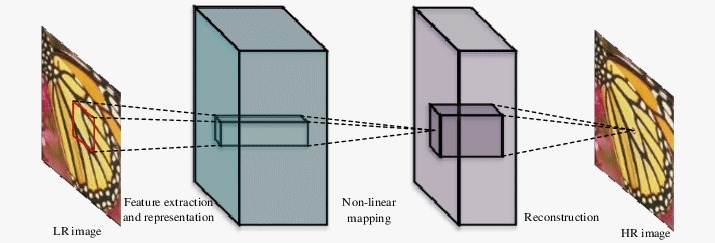 Feature extraction
and representation
LR image
Non-linear
mapping
Reconstruction
HR image